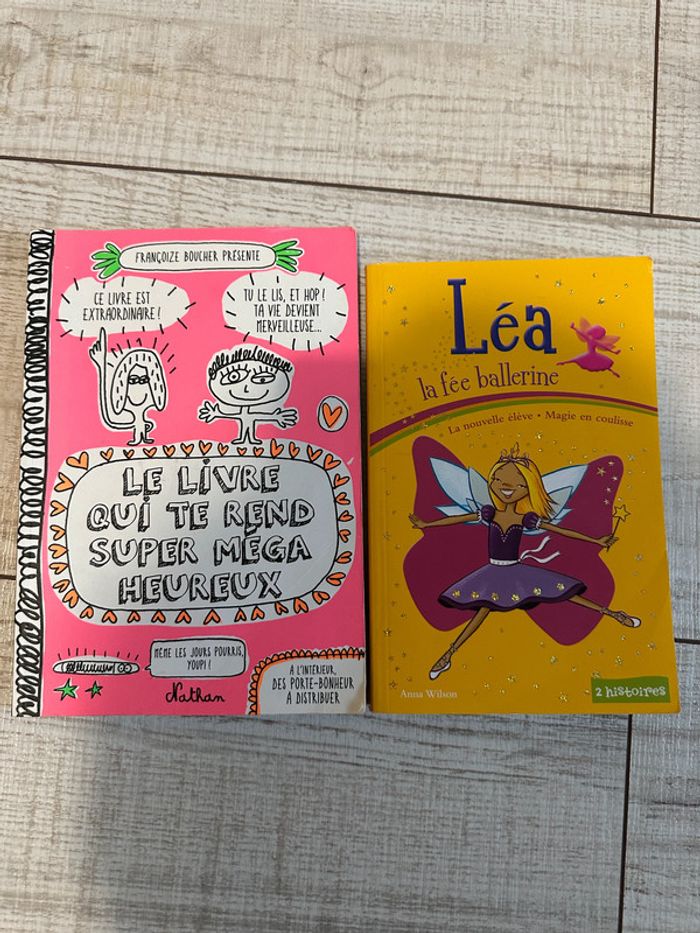 FRANÇOIZE BOUCHER PRÉSENTE
CE LIVRE EST
EXTRAORDINAIRE !
TU LE LIS, ET HOP !
TA VIE DEVIENT
MERVEILLEUSE...
LE LIVRE
QUI TE REND
SUPER MÉGA
HEUREUX
MÊME LES JOURS POURRIS,
YOUPI !
Nathan
À L'INTÉRIEUR,
DES PORTE-BONHEUR
À DISTRIBUER
Léa
la fée ballerine
La nouvelle élève • Magie en coulisse
Anna Wilson
2 histoires